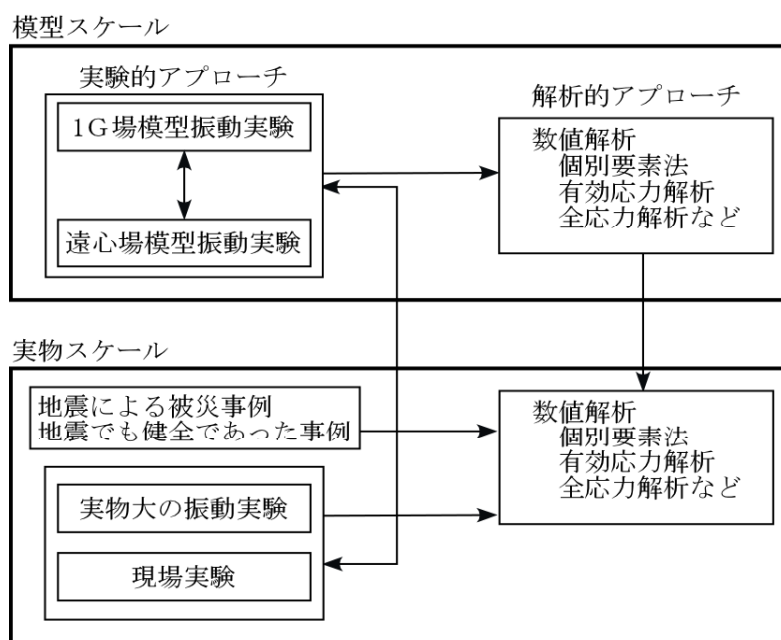 模型スケール
実験的アプローチ
1G場模型振動実験
遠心場模型振動実験
解析的アプローチ
数値解析
個別要素法
有効応力解析
全応力解析など
実物スケール
地震による被災事例
地震でも健全であった事例
実物大の振動実験
現場実験
数値解析
個別要素法
有効応力解析
全応力解析など